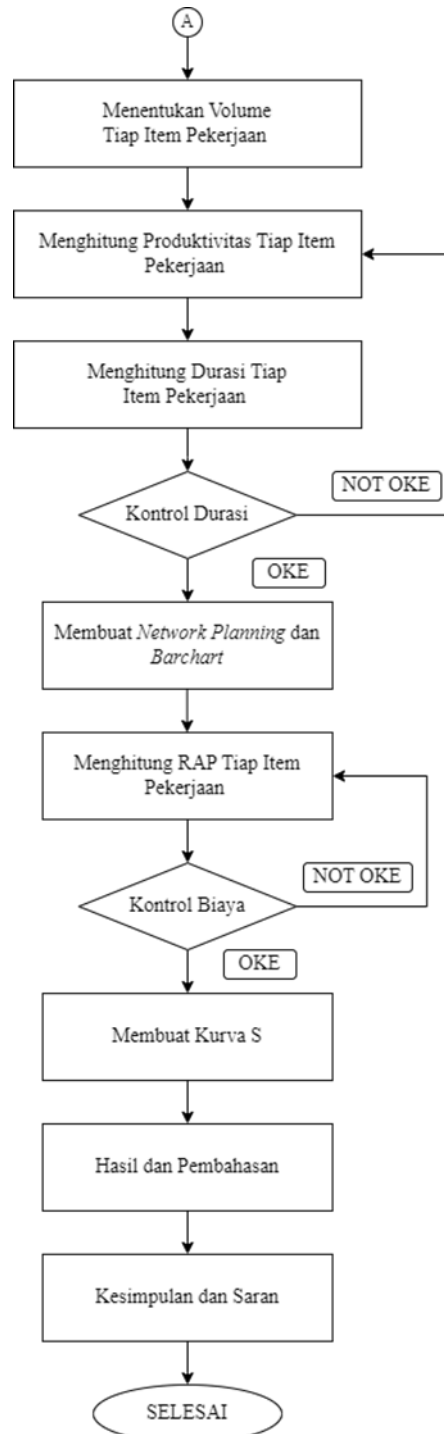 A
Menentukan Volume
Tiap Item Pekerjaan
Menghitung Produktivitas Tiap Item
Pekerjaan
Menghitung Durasi Tiap
Item Pekerjaan
NOT OKE
Kontrol Durasi
OKE
Membuat Network Planning dan
Barchart
Menghitung RAP Tiap Item
Pekerjaan
NOT OKE
Kontrol Biaya
OKE
Membuat Kurva S
Hasil dan Pembahasan
Kesimpulan dan Saran
SELESAI